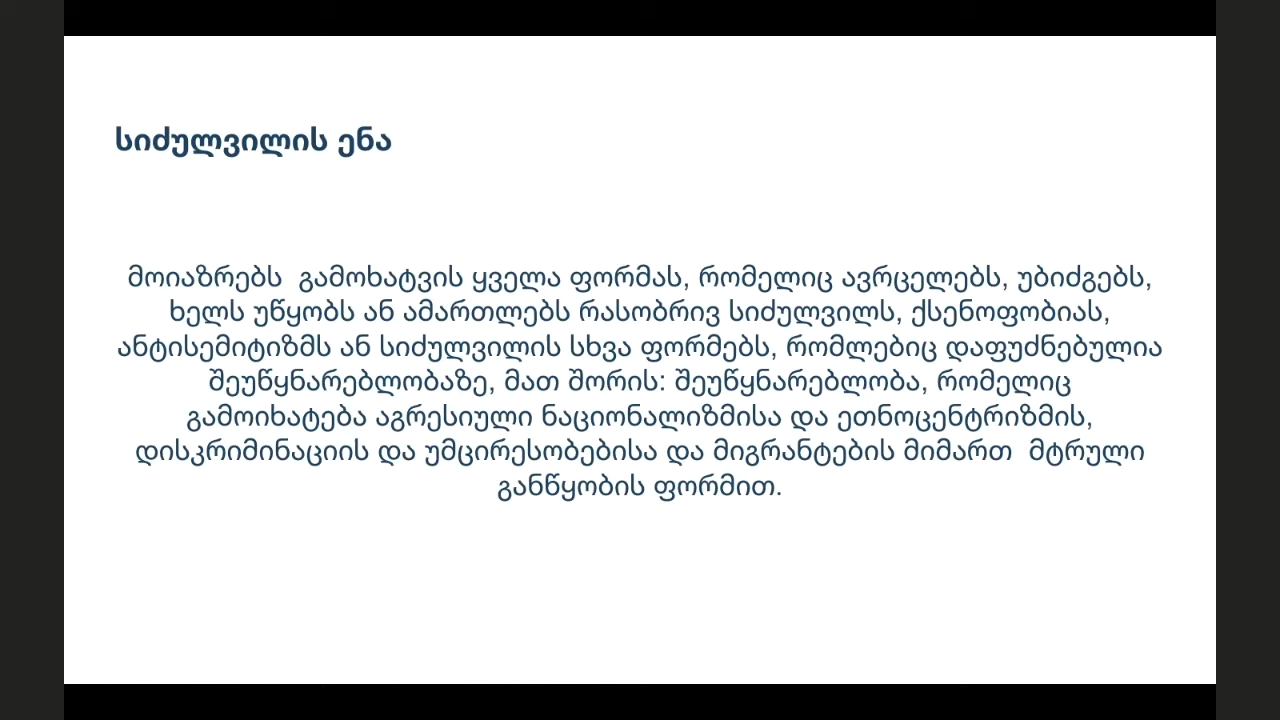 სიძულვილის ენა
მოიაზრებს გამოხატვის ყველა ფორმას, რომელიც ავრცელებს, უბიძგებს,
ხელს უწყობს ან ამართლებს რასობრივ სიძულვილს, ქსენოფობიას,
ანტისემიტიზმს ან სიძულვილის სხვა ფორმებს, რომლებიც დაფუძნებულია
შეუწყნარებლობაზე, მათ შორის: შეუწყნარებლობა, რომელიც
გამოიხატება აგრესიული ნაციონალიზმისა და ეთნოცენტრიზმის,
დისკრიმინაციის და უმცირესობებისა და მიგრანტების მიმართ მტრული
განწყობის ფორმით.